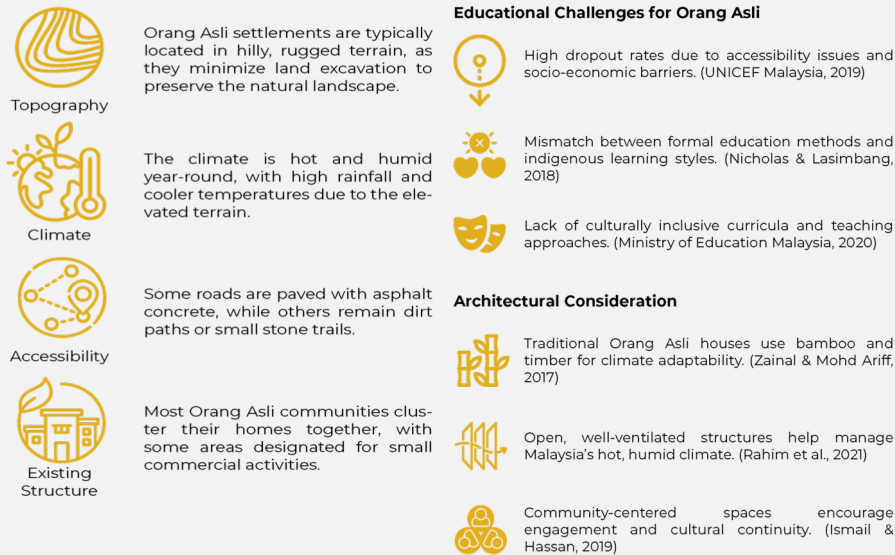 Topography
Orang Asli settlements are typically
located in hilly, rugged terrain, as
they minimize land excavation to
preserve the natural landscape.
Climate
The climate is hot and humid
year-round, with high rainfall and
cooler temperatures due to the ele-
vated terrain.
Accessibility
Some roads are paved with asphalt
concrete, while others remain dirt
paths or small stone trails.
Existing
Structure
Most Orang Asli communities clus-
ter their homes together, with
some areas designated for small
commercial activities.
Educational Challenges for Orang Asli
High dropout rates due to accessibility issues and
socio-economic barriers. (UNICEF Malaysia, 2019)
Mismatch between formal education methods and
indigenous learning styles. (Nicholas & Lasimbang,
2018)
Lack of culturally inclusive curricula and teaching
approaches. (Ministry of Education Malaysia, 2020)
Architectural Consideration
Traditional Orang Asli houses use bamboo and
timber for climate adaptability. (Zainal & Mohd Ariff,
2017)
Open, well-ventilated structures help manage
Malaysia's hot, humid climate. (Rahim et al., 2021)
Community-centered spaces encourage
engagement and cultural continuity. (Ismail &
Hassan, 2019)